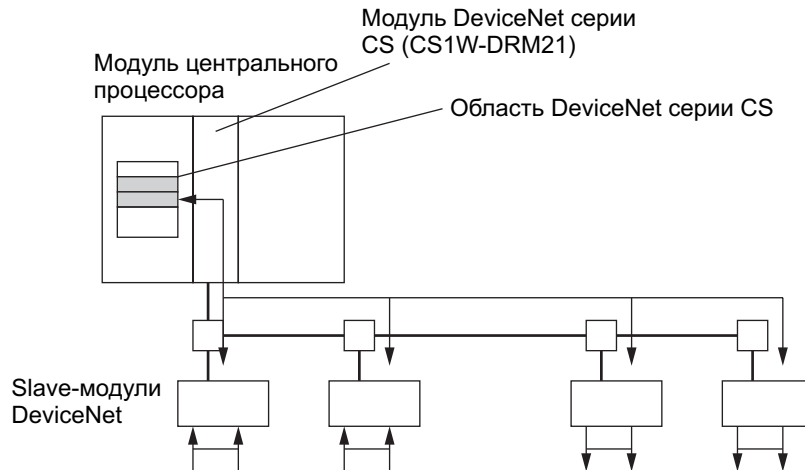 Модуль DeviceNet серии
CS (CS1W-DRM21)
Модуль центрального
процессора
Область DeviceNet серии CS
Slave-модули
DeviceNet